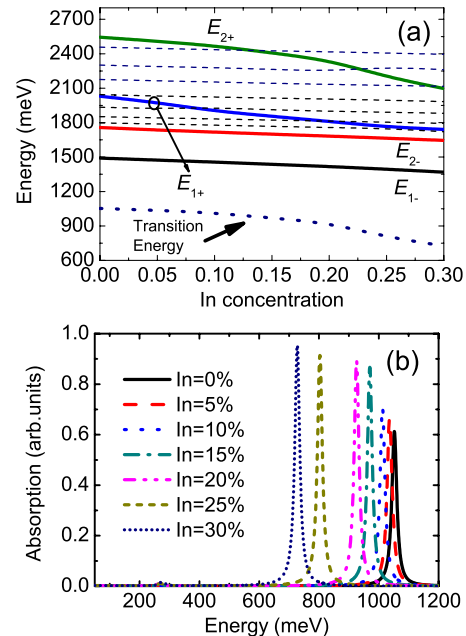 (a)
E2+
2700
2400
2100
1800
1500
1200
900
600
Energy (meV)
E2-
E1+
E1-
Transition
Energy
0.00 0.05 0.10 0.15 0.20 0.25 0.30
In concentration
(b)
1.0
0.8
0.6
0.4
0.2
0.0
Absorption (arb.units)
In=0%
In=5%
In=10%
In=15%
In=20%
In=25%
In=30%
200 400 600 800 1000 1200
Energy (meV)